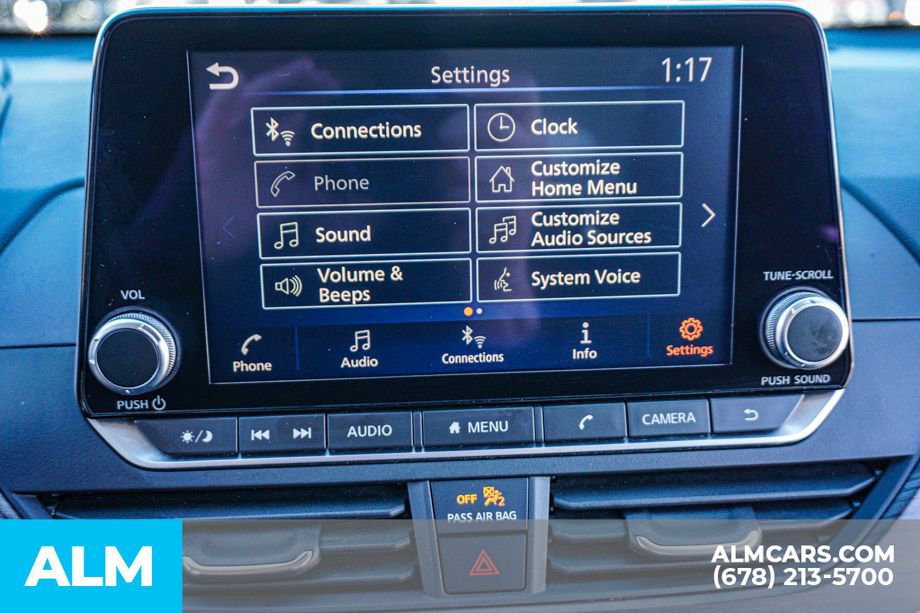 Settings
1:17
Connections
Clock
Phone
Customize
Home Menu
Sound
Customize
Audio Sources
Volume &
Beeps
System Voice
Phone
Audio
Connections
i
Info
Settings
VOL
PUSH
TUNE•SCROLL
PUSH SOUND
AUDIO
MENU
CAMERA
OFF
2
PASS AIR BAG
ALM
ALMCARS.COM
(678) 213-5700